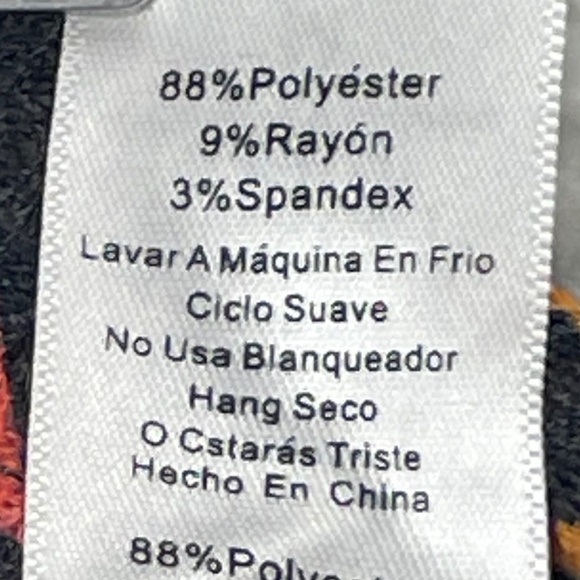 88%Polyéster
9%Rayón
3%Spandex
Lavar A Máquina En Frio
Ciclo Suave
No Usa Blanqueador
Hang Seco
O Cstarás Triste
Hecho En China